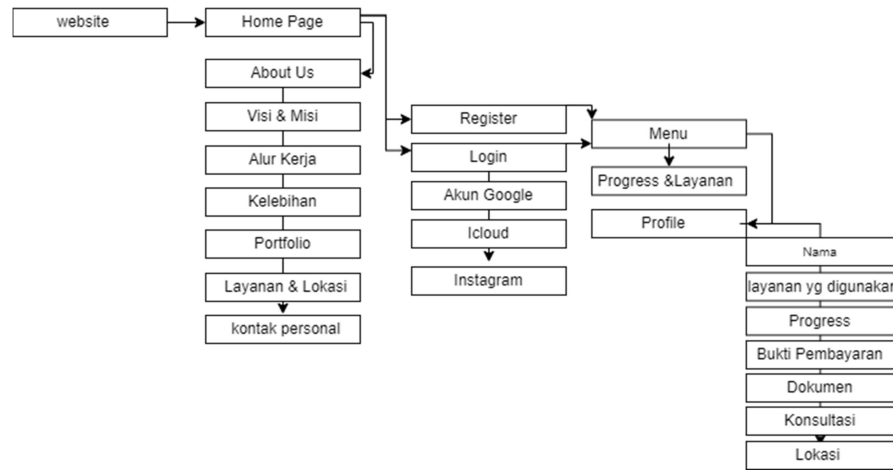 website
Home Page
About Us
Visi & Misi
Alur Kerja
Kelebihan
Portfolio
Layanan & Lokasi
kontak personal
Register
Login
Akun Google
Icloud
Instagram
Menu
Progress &Layanan
Profile
Nama
layanan yg digunakan
Progress
Bukti Pembayaran
Dokumen
Konsultasi
Lokasi